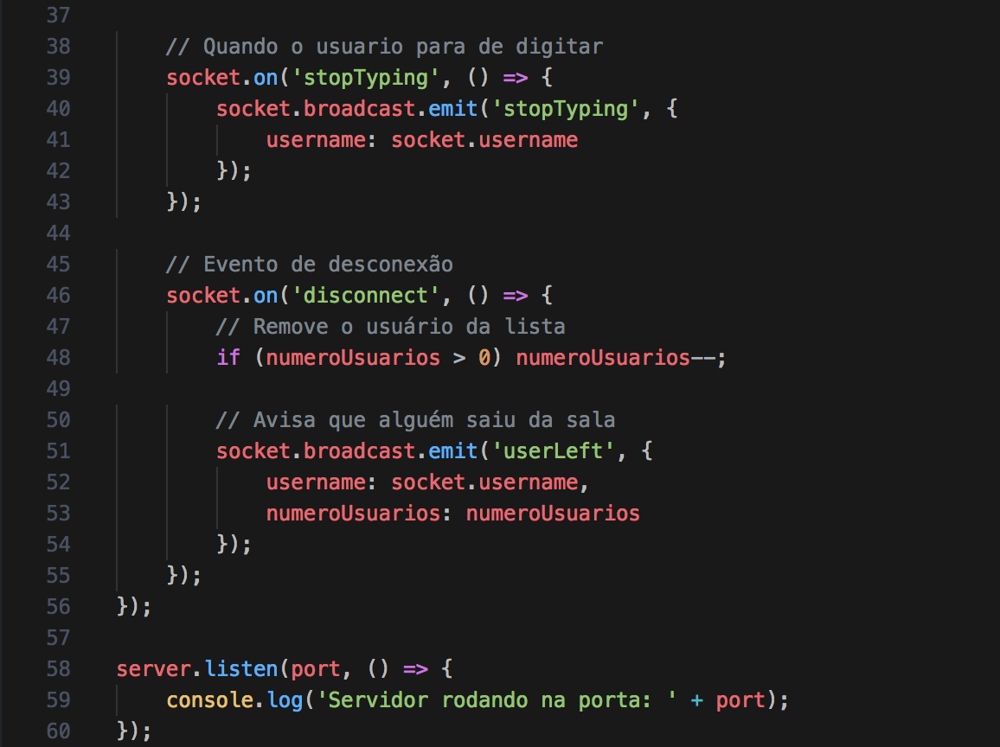 37
38 // Quando o usuario para de digitar
39 socket.on('stopTyping', () => {
40 socket.broadcast.emit('stopTyping', {
41 username: socket.username
42 });
43 });
44
45 // Evento de desconexão
46 socket.on('disconnect', () => {
47 // Remove o usuário da lista
48 if (numeroUsuarios > 0) numeroUsuarios--;
49
50 // Avisa que alguém saiu da sala
51 socket.broadcast.emit('userLeft', {
52 username: socket.username,
53 numeroUsuarios: numeroUsuarios
54 });
55 });
56 });
57
58 server.listen(port, () => {
59 console.log('Servidor rodando na porta: ' + port);
60 });